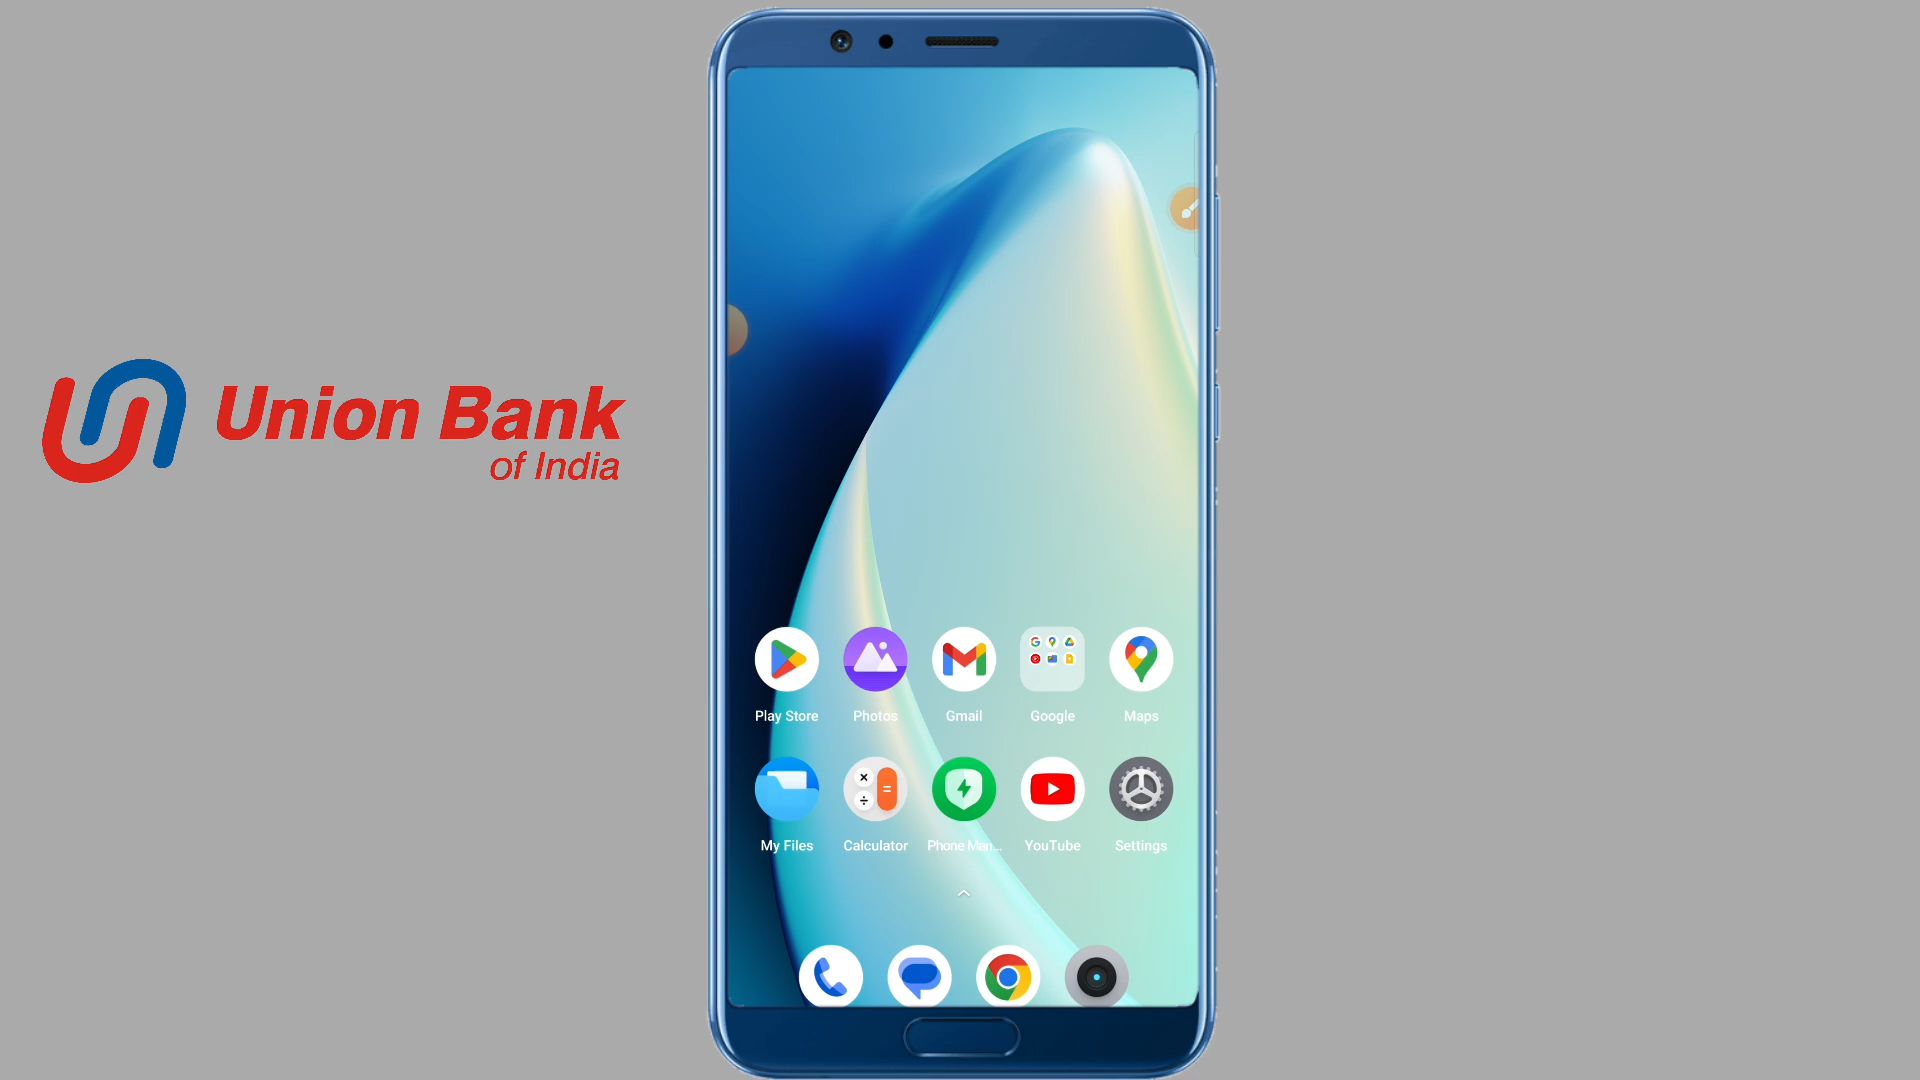 Union Bank
of India
Play Store
Photos
Gmail
Google
Maps
My Files
Calculator
Phone Man...
YouTube
Settings